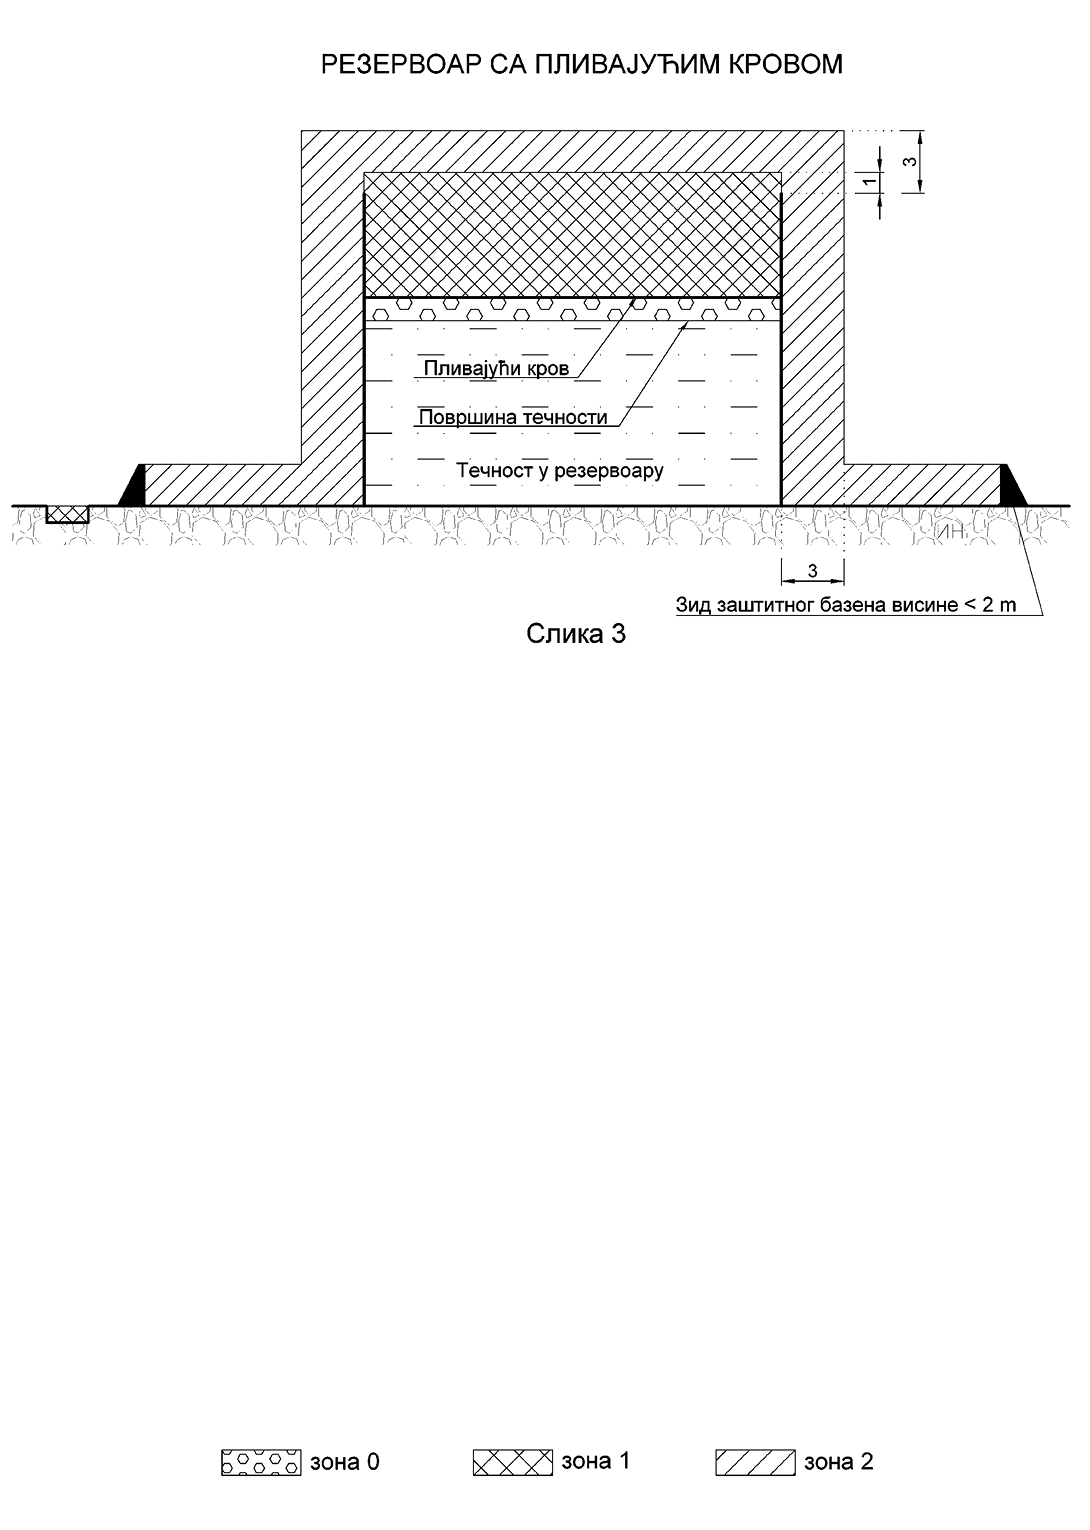 РЕЗЕРВОАР СА ПЛИВАЈУЋИМ КРОВОМ
3
1
Пливајући кров
Површина течности
Течност у резервоару
3
Зид заштитног базена висине < 2 m
Слика 3
зона 0
зона 1
зона 2